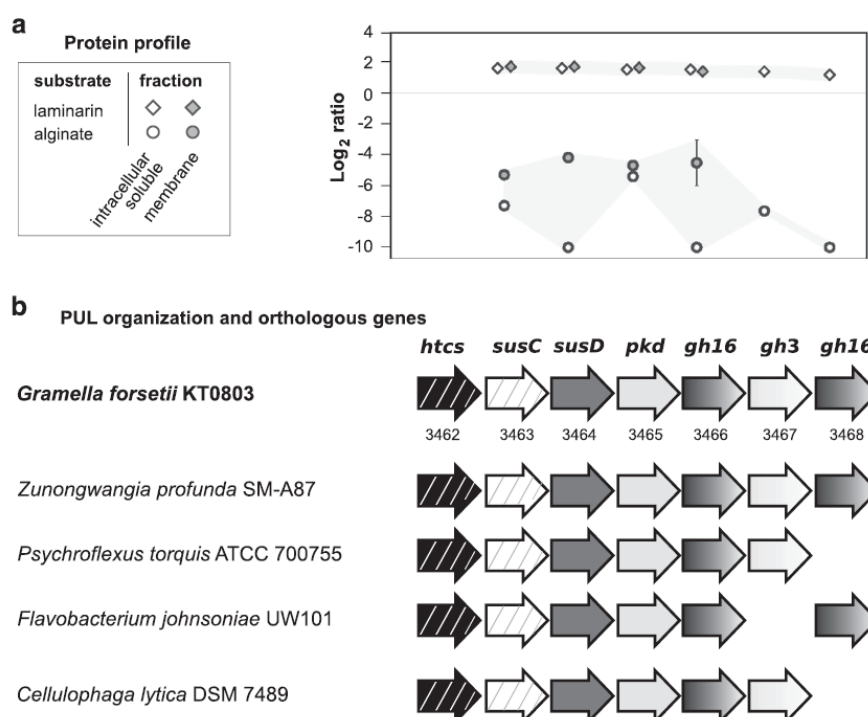 a
Protein profile
substrate fraction
laminarin
alginate
intracellular
soluble
membrane
Log2 ratio
4
2
0
-2
-4
-6
-8
-10
b PUL organization and orthologous genes
htcs susC susD pkd gh16 gh3 gh16
Gramella forsetii KT0803
3462 3463 3464 3465 3466 3467 3468
Zunongwangia profunda SM-A87
Psychroflexus torquis ATCC 700755
Flavobacterium johnsoniae UW101
Cellulophaga lytica DSM 7489